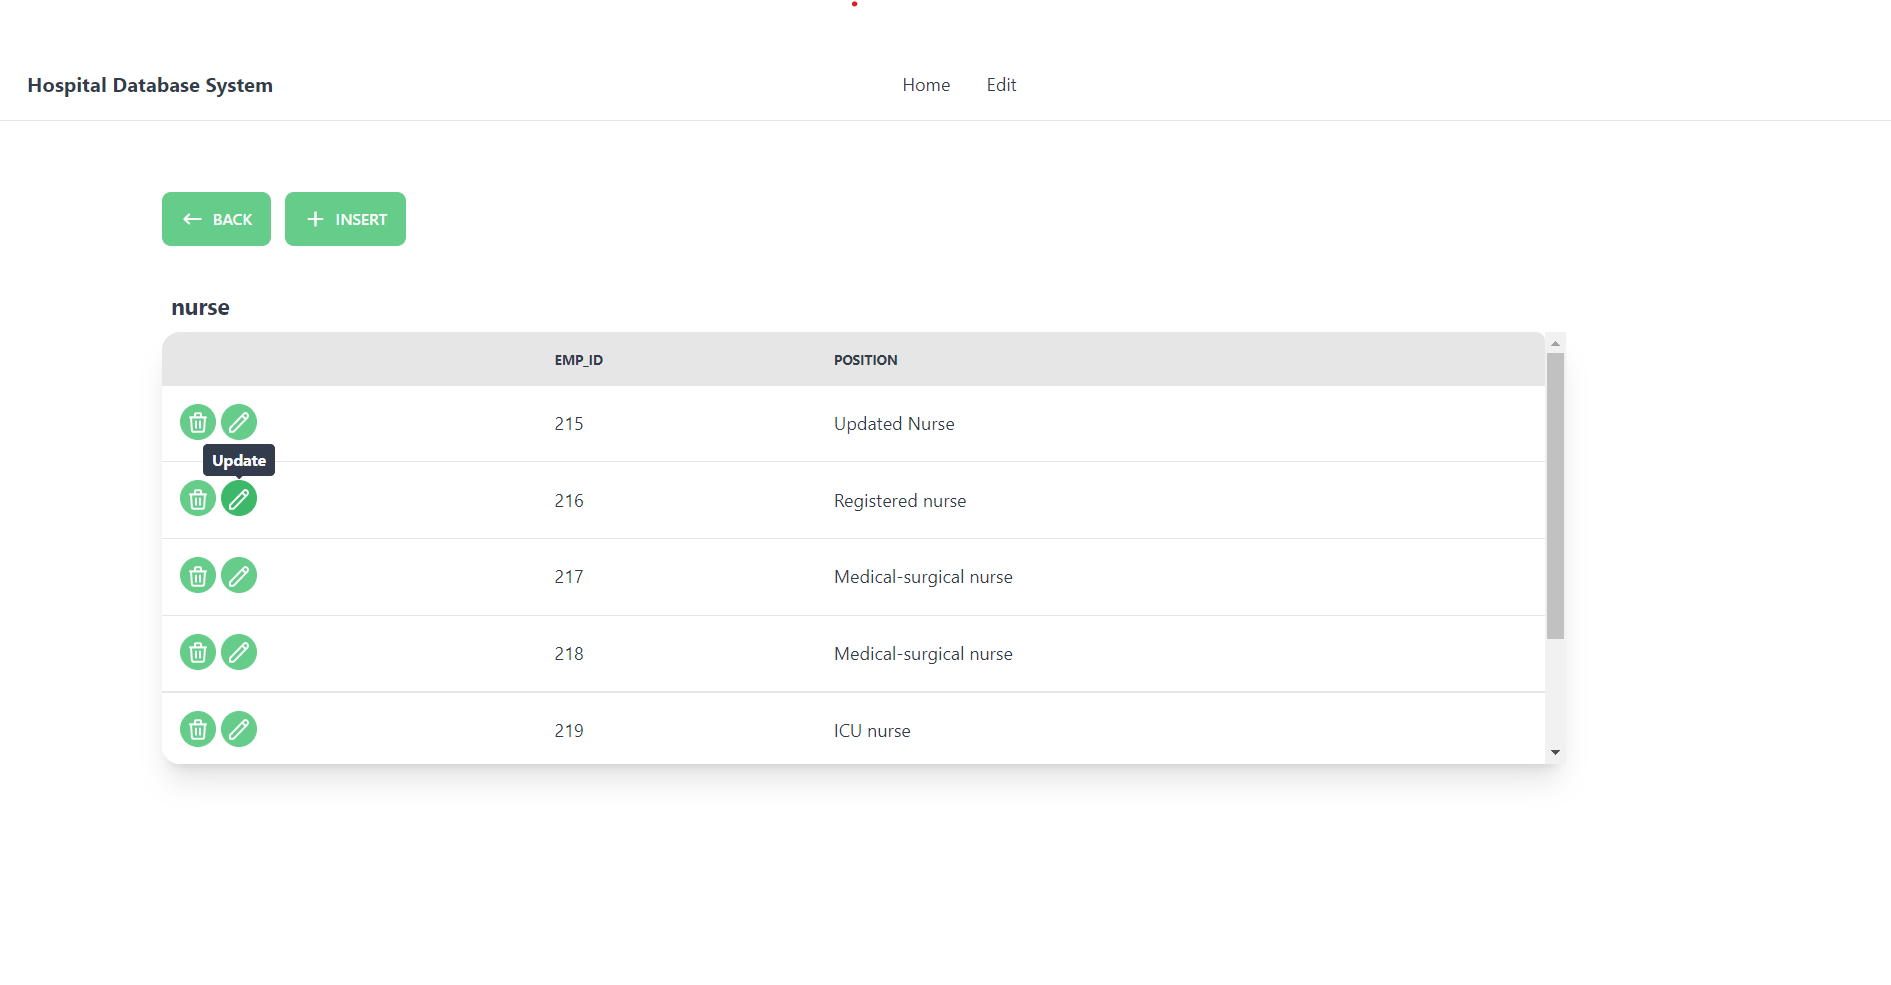 Hospital Database System Home Edit
BACK INSERT
nurse
EMP_ID POSITION
215 Updated Nurse
Update
216 Registered nurse
217 Medical-surgical nurse
218 Medical-surgical nurse
219 ICU nurse